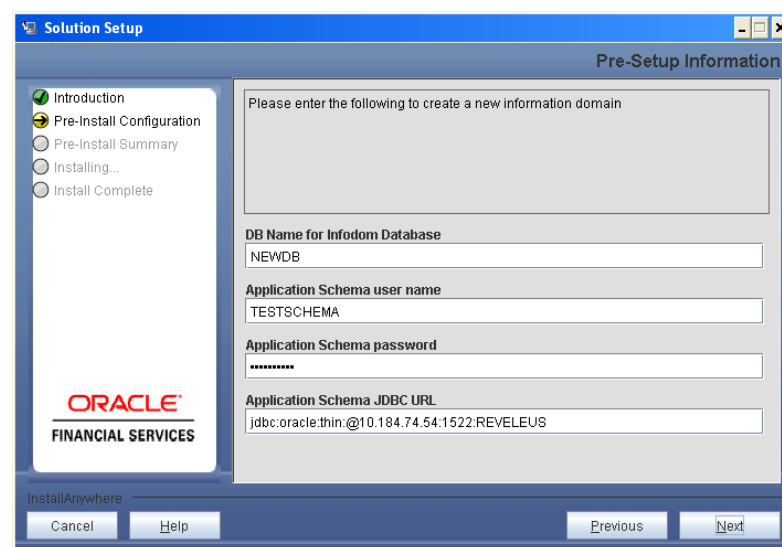 Solution Setup
Pre-Setup Information
Introduction
Pre-Install Configuration
Pre-Install Summary
Installing...
Install Complete
ORACLE
FINANCIAL SERVICES
Please enter the following to create a new information domain
DB Name for Infodom Database
NEWDB
Application Schema user name
TESTSCHEMA
Application Schema password
••••••••••
Application Schema JDBC URL
jdbc:oracle:thin:@10.184.74.54:1522:REVELEUS
InstallAnywhere
Cancel
Help
Previous
Next